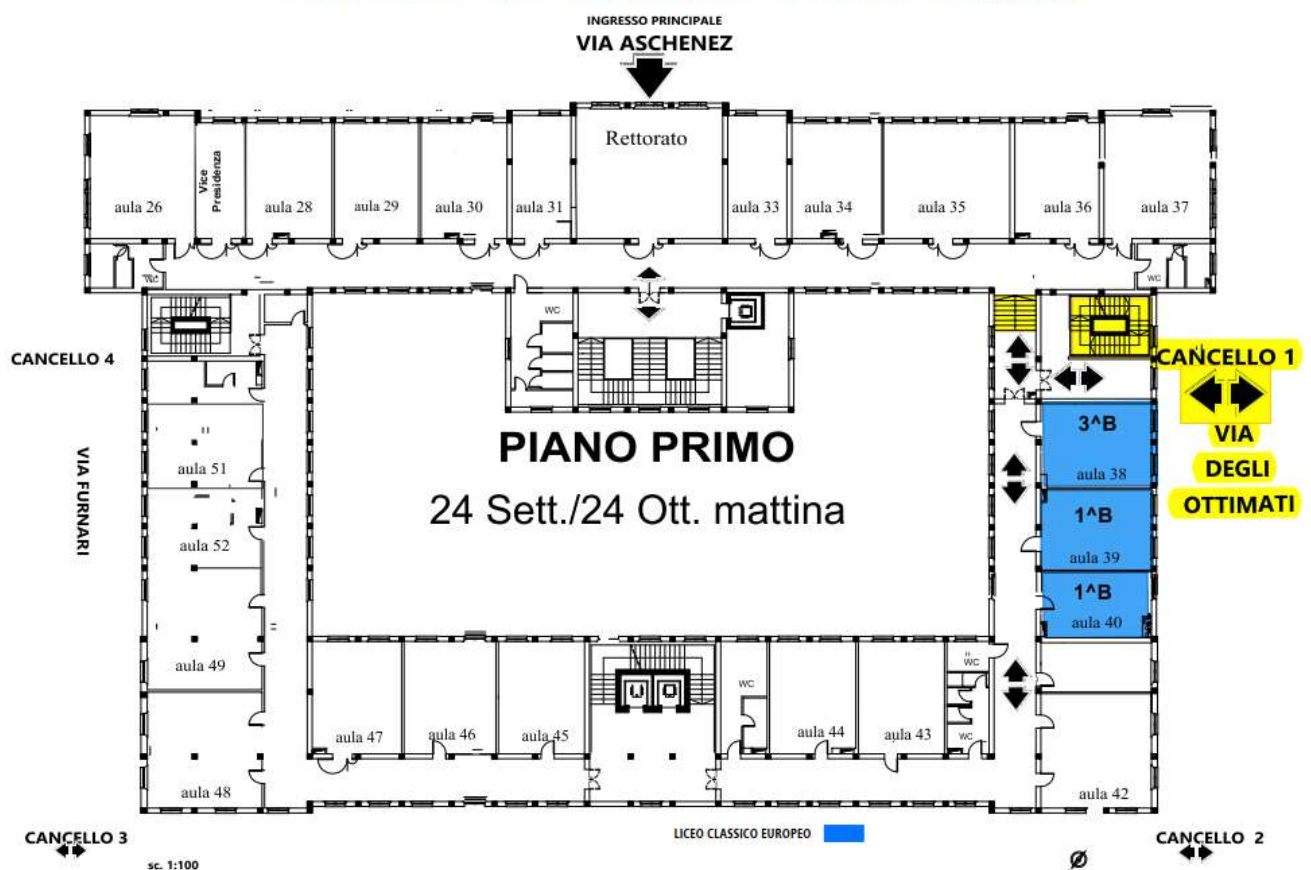 INGRESSO PRINCIPALE
VIA ASCHENEZ
Rettorato
Vice
Presidenza
aula 26
aula 28
aula 29
aula 30
aula 31
aula 33
aula 34
aula 35
aula 36
aula 37
WC
WC
WC
CANCELLO 4
CANCELLO 1
VIA
DEGLI
OTTIMATI
3^B
aula 38
PIANO PRIMO
24 Sett./24 Ott. mattina
VIA FURNARI
aula 51
1^B
aula 39
aula 52
1^B
aula 40
aula 49
WC
WC
aula 47
aula 46
aula 45
aula 44
aula 43
WC
aula 48
aula 42
LICEO CLASSICO EUROPEO
CANCELLO 3
CANCELLO 2
sc. 1:100